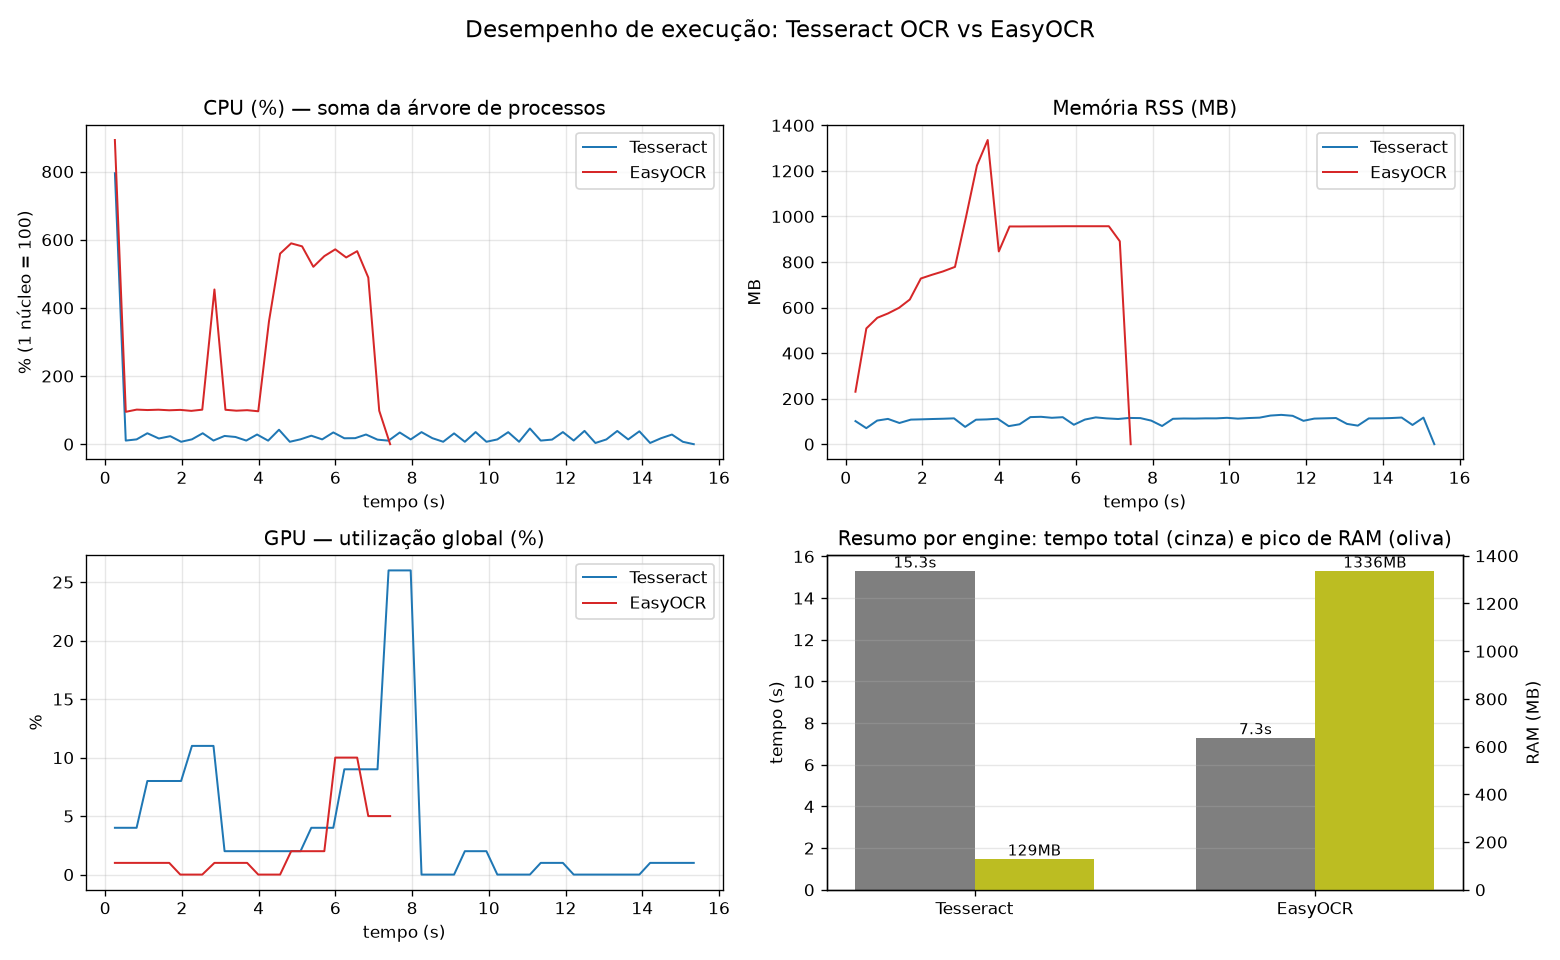 Desempenho de execução: Tesseract OCR vs EasyOCR
CPU (%) — soma da árvore de processos
% (1 núcleo = 100)
800
600
400
200
0
Tesseract
EasyOCR
0 2 4 6 8 10 12 14 16
tempo (s)
Memória RSS (MB)
MB
1400
1200
1000
800
600
400
200
0
Tesseract
EasyOCR
0 2 4 6 8 10 12 14 16
tempo (s)
GPU — utilização global (%)
%
25
20
15
10
5
0
Tesseract
EasyOCR
0 2 4 6 8 10 12 14 16
tempo (s)
Resumo por engine: tempo total (cinza) e pico de RAM (oliva)
tempo (s)
16
14
12
10
8
6
4
2
0
15.3s
129MB
7.3s
1336MB
1400
1200
1000
800
600
400
200
0
RAM (MB)
Tesseract EasyOCR